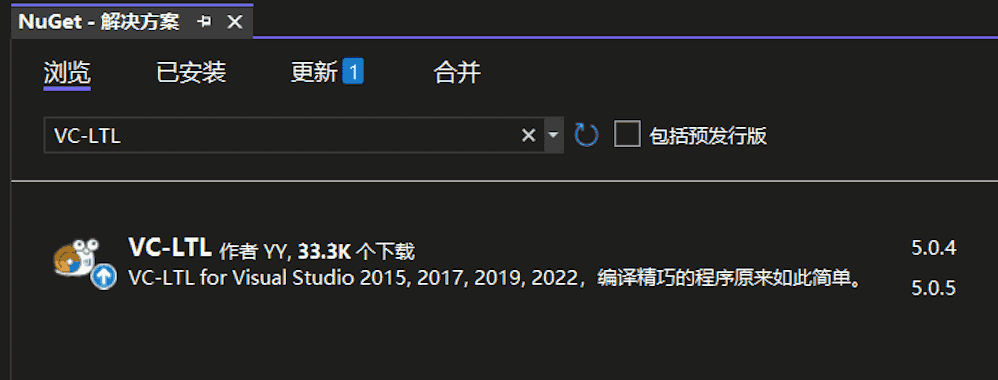 NuGet - 解决方案
浏览 已安装 更新 1 合并
VC-LTL 包括预发行版
VC-LTL 作者 YY, 33.3K 个下载 5.0.4
VC-LTL for Visual Studio 2015, 2017, 2019, 2022，编译精巧的程序原来如此简单。 5.0.5